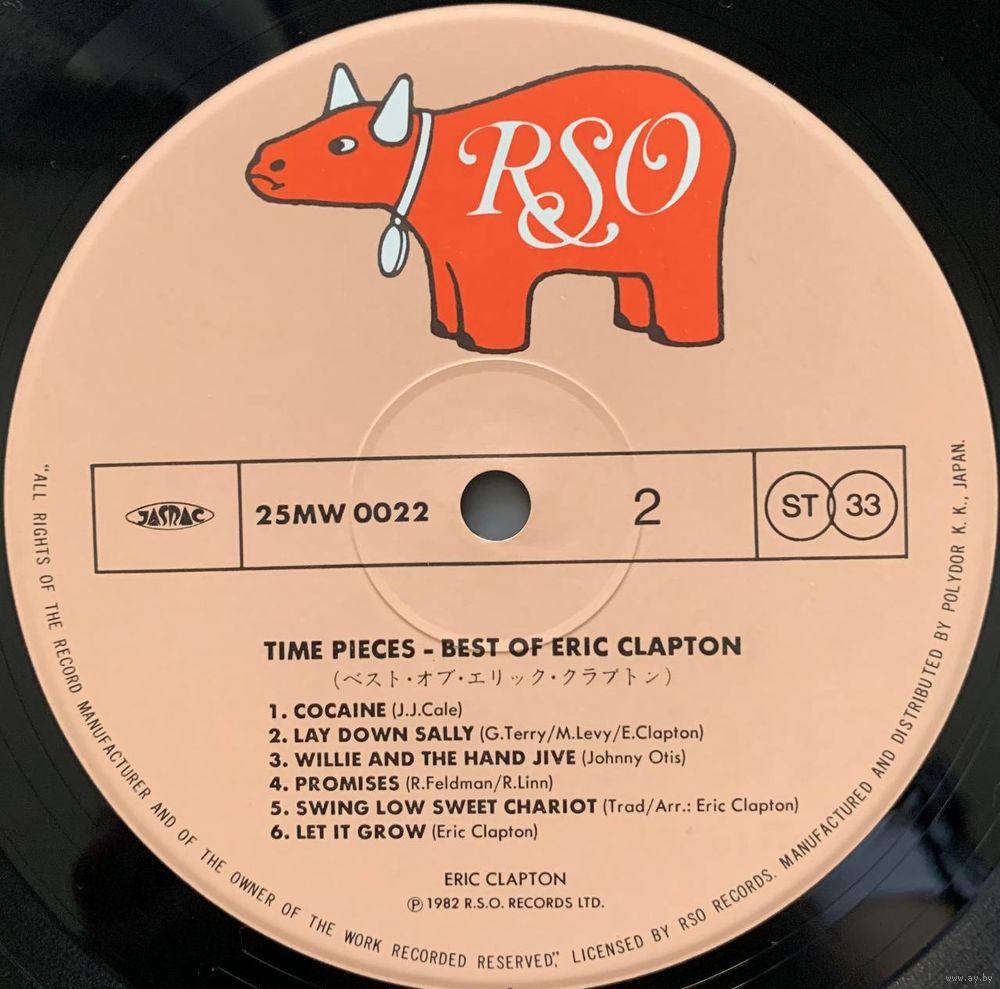 RSO
JASRAC
25MW 0022
2
ST 33
TIME PIECES - BEST OF ERIC CLAPTON
(ベスト・オブ・エリック・クラプトン)
1. COCAINE (J.J.Cale)
2. LAY DOWN SALLY (G.Terry/M.Levy/E.Clapton)
3. WILLIE AND THE HAND JIVE (Johnny Otis)
4. PROMISES (R.Feldman/R.Linn)
5. SWING LOW SWEET CHARIOT (Trad/Arr.: Eric Clapton)
6. LET IT GROW (Eric Clapton)
ERIC CLAPTON
Ⓟ 1982 R.S.O. RECORDS LTD.
“ALL RIGHTS OF THE RECORD MANUFACTURER AND OF THE OWNER OF THE WORK RECORDED RESERVED”, LICENSED BY RSO RECORDS. MANUFACTURED AND DISTRIBUTED BY POLYDOR K. K., JAPAN.
www.ay.by